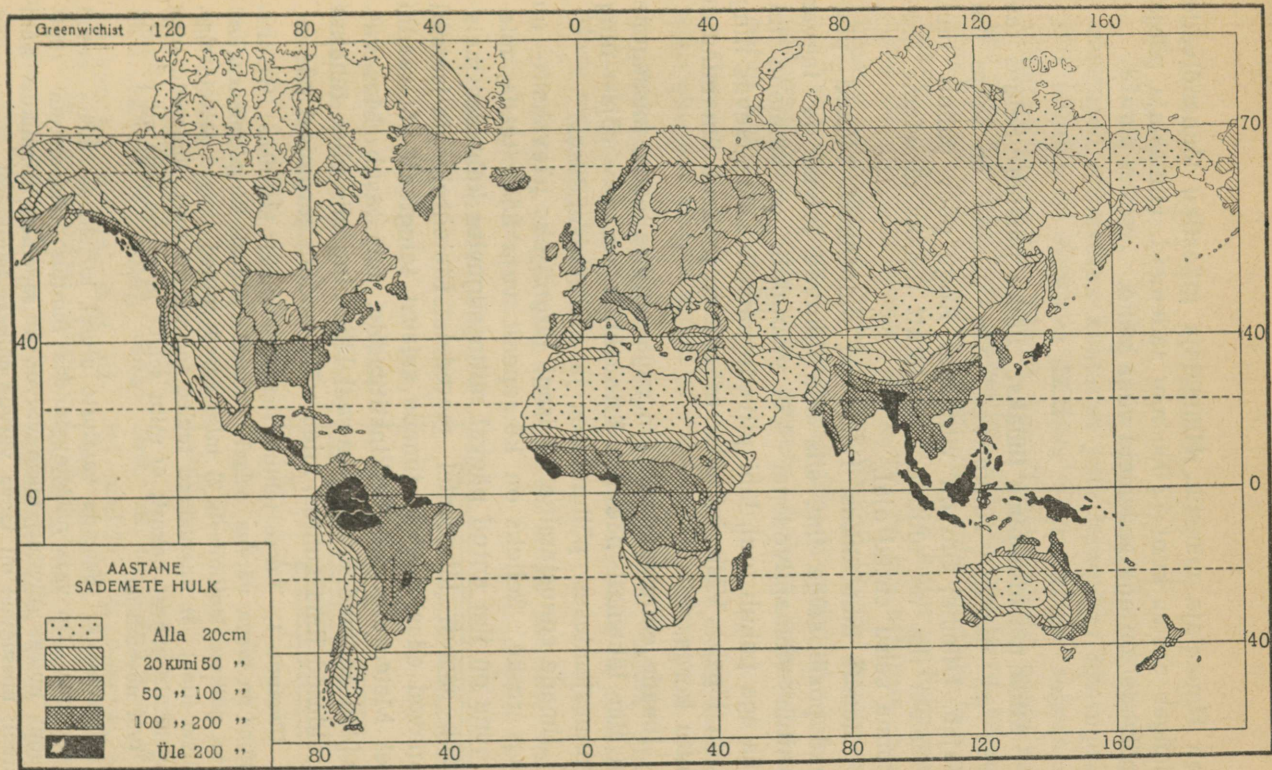 Greenwichist 120 80 40 0 40 80 120 160
70
40 40
0 0
40
AASTANE
SADEMETE HULK
Alla 20cm
20 kuni 50 ,,
50 ,, 100 ,,
100 ,, 200 ,,
Üle 200 ,,
80 40 0 40 80 120 160